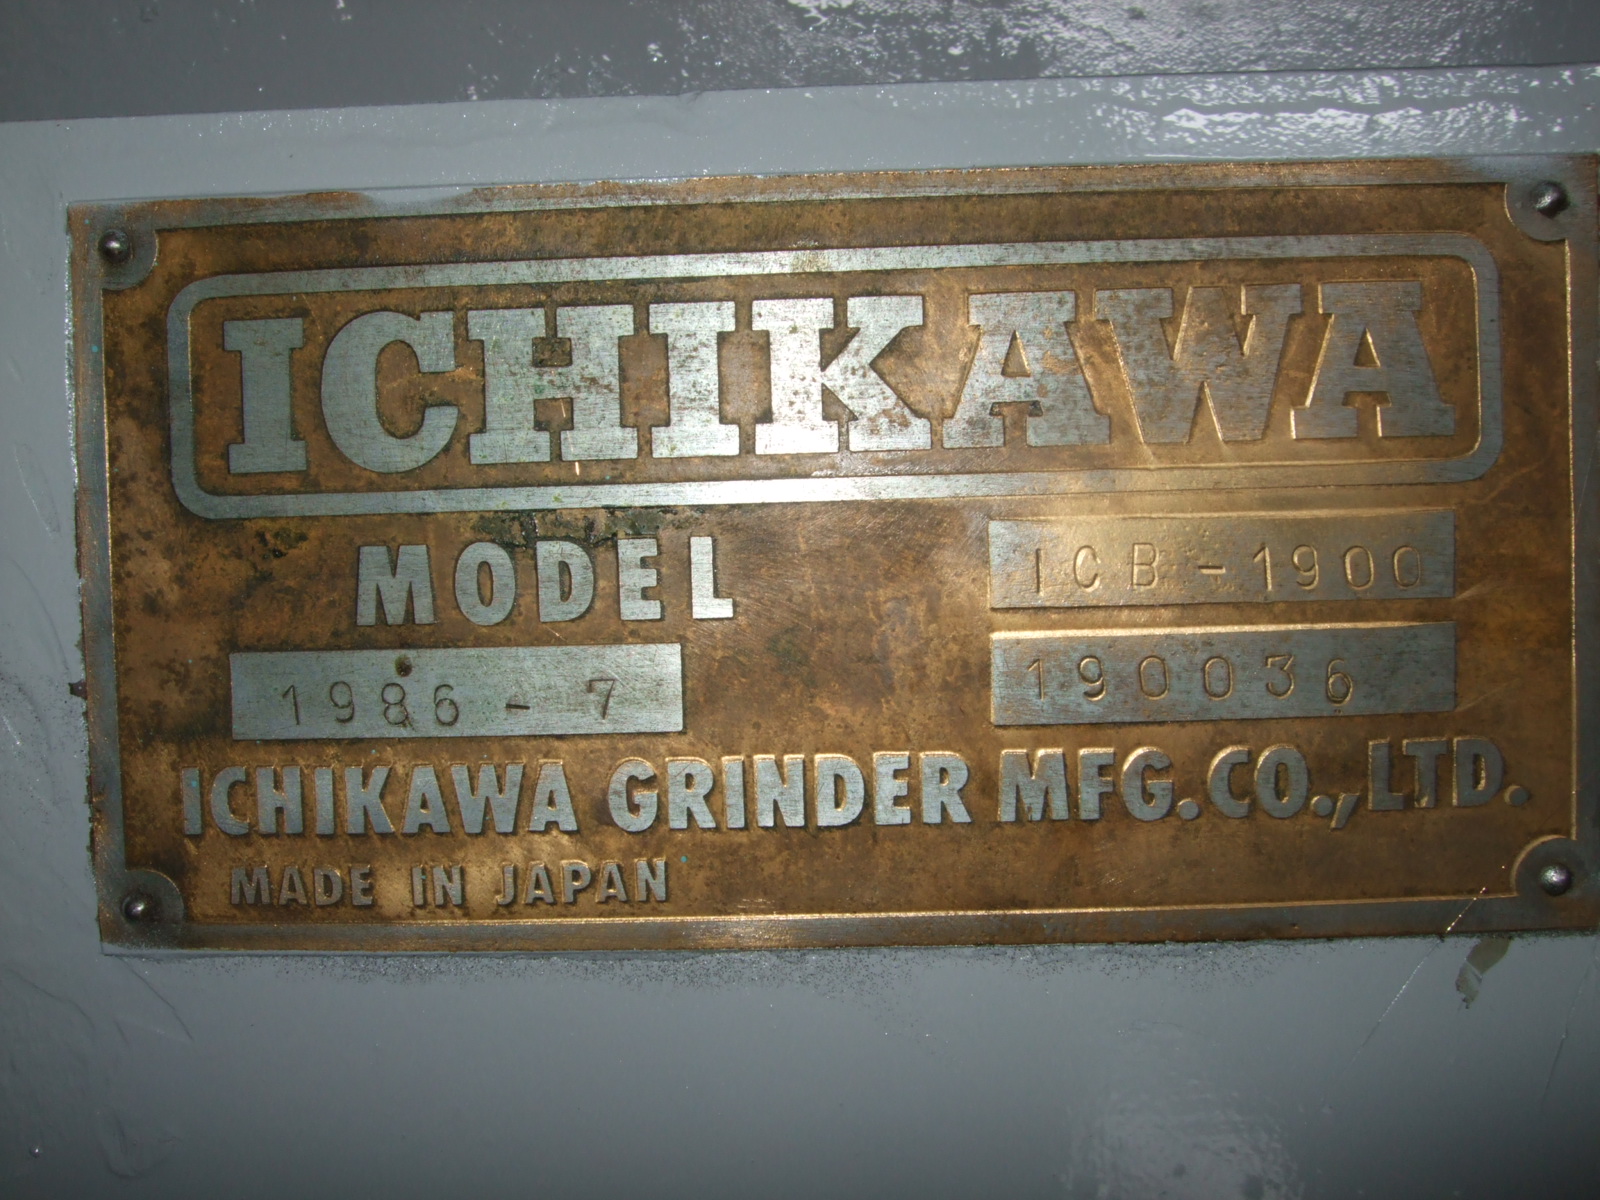 ICHIKAWA
MODEL ICB-1900
1986 - 7 190036
ICHIKAWA GRINDER MFG. CO., LTD.
MADE IN JAPAN